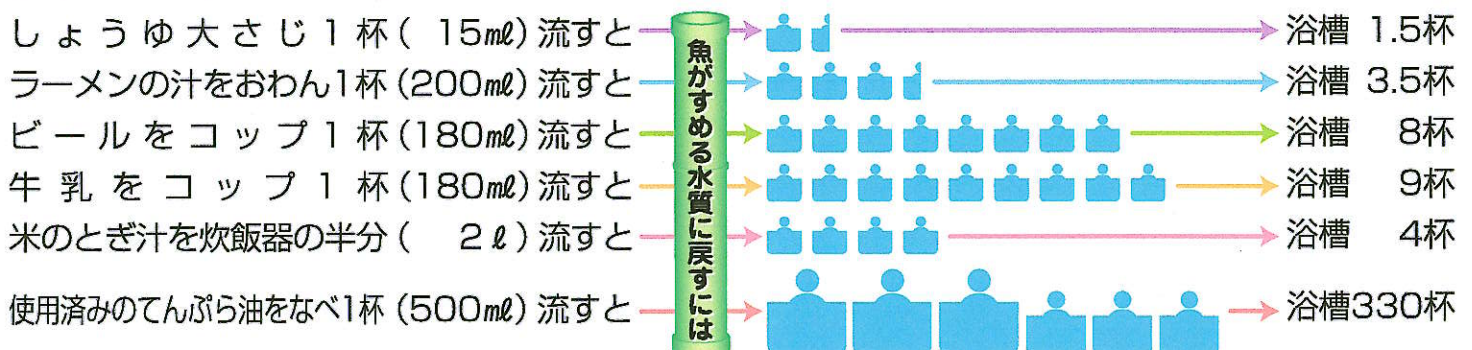 しょうゆ大さじ1杯( 15㎖)流すと 浴槽 1.5杯
ラーメンの汁をおわん1杯(200㎖)流すと 浴槽 3.5杯
ビールをコップ1杯(180㎖)流すと 浴槽 8杯
牛乳をコップ1杯(180㎖)流すと 浴槽 9杯
米のとぎ汁を炊飯器の半分( 2ℓ)流すと 浴槽 4杯
使用済みのてんぷら油をなべ1杯(500㎖)流すと 浴槽330杯
魚がすめる水質に戻すには